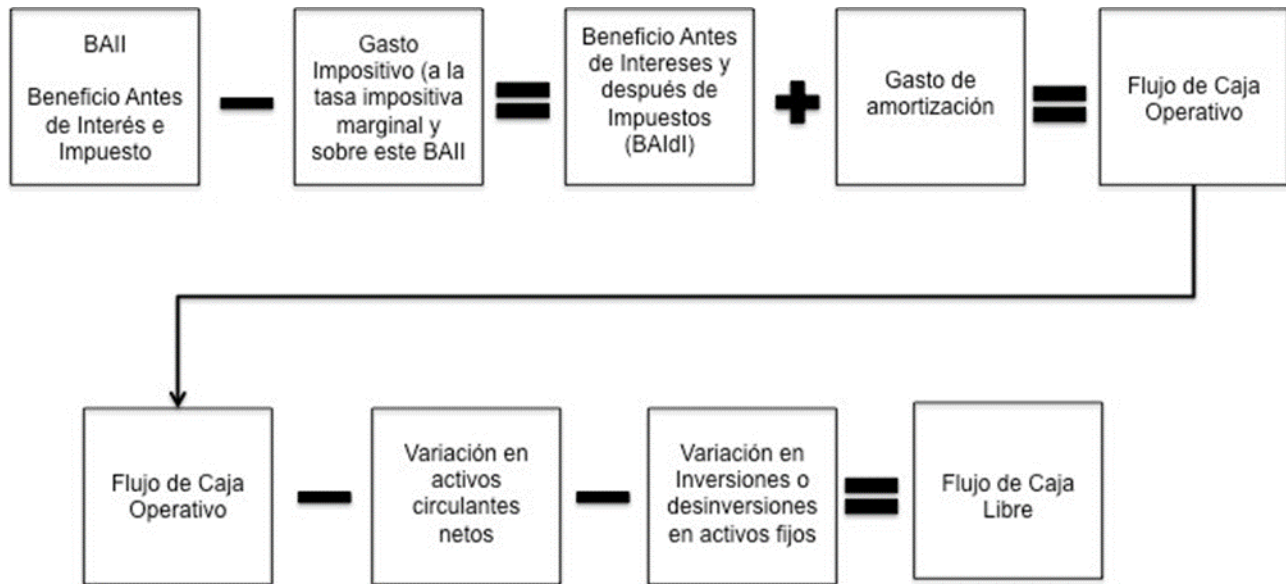 BAII
Beneficio Antes
de Interés e
Impuesto
Gasto
Impositivo (a la
tasa impositiva
marginal y
sobre este BAII
Beneficio Antes
de Intereses y
después de
Impuestos
(BAIdI)
Gasto de
amortización
Flujo de Caja
Operativo
Flujo de Caja
Operativo
Variación en
activos
circulantes
netos
Variación en
Inversiones o
desinversiones
en activos fijos
Flujo de Caja
Libre